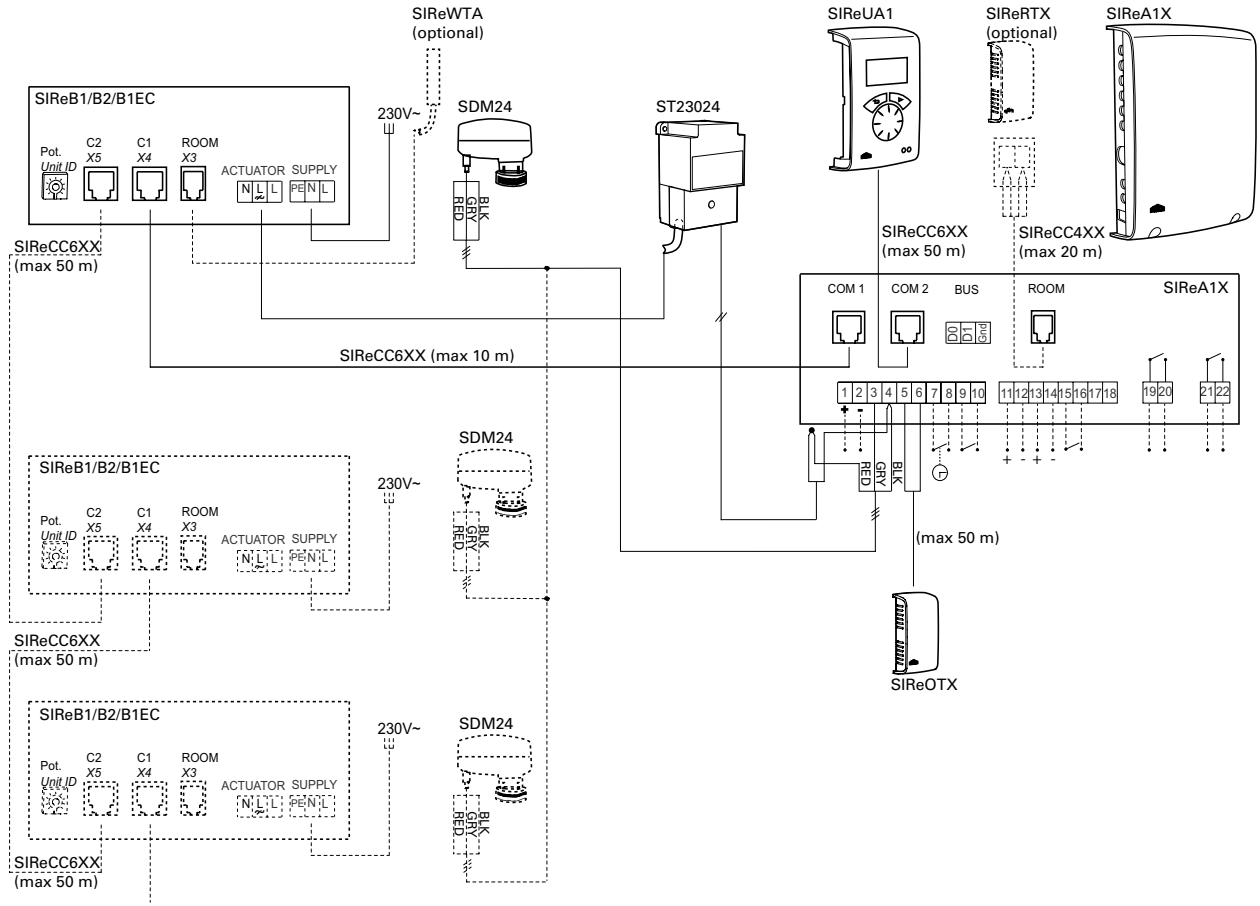 SIReWTA
(optional)
SIReUA1
SIReRTX
(optional)
SIReA1X
SIReB1/B2/B1EC
230V~
SDM24
ST23024
Pot.
Unit ID
C2
X5
C1
X4
ROOM
X3
ACTUATOR SUPPLY
N L L PE N L
RED
GRY
BLK
SIReCC6XX
(max 50 m)
SIReCC6XX
(max 50 m)
SIReCC4XX
(max 20 m)
COM 1
COM 2
BUS
ROOM
SIReA1X
D0
D1
Gnd
SIReCC6XX (max 10 m)
1 2 3 4 5 6 7 8 9 10
11 12 13 14 15 16 17 18
19 20
21 22
+ -
+ - + -
RED
GRY
BLK
(max 50 m)
SIReOTX
SIReB1/B2/B1EC
230V~
SDM24
Pot.
Unit ID
C2
X5
C1
X4
ROOM
X3
ACTUATOR SUPPLY
N L L PE N L
RED
GRY
BLK
SIReCC6XX
(max 50 m)
SIReB1/B2/B1EC
230V~
SDM24
Pot.
Unit ID
C2
X5
C1
X4
ROOM
X3
ACTUATOR SUPPLY
N L L PE N L
RED
GRY
BLK
SIReCC6XX
(max 50 m)